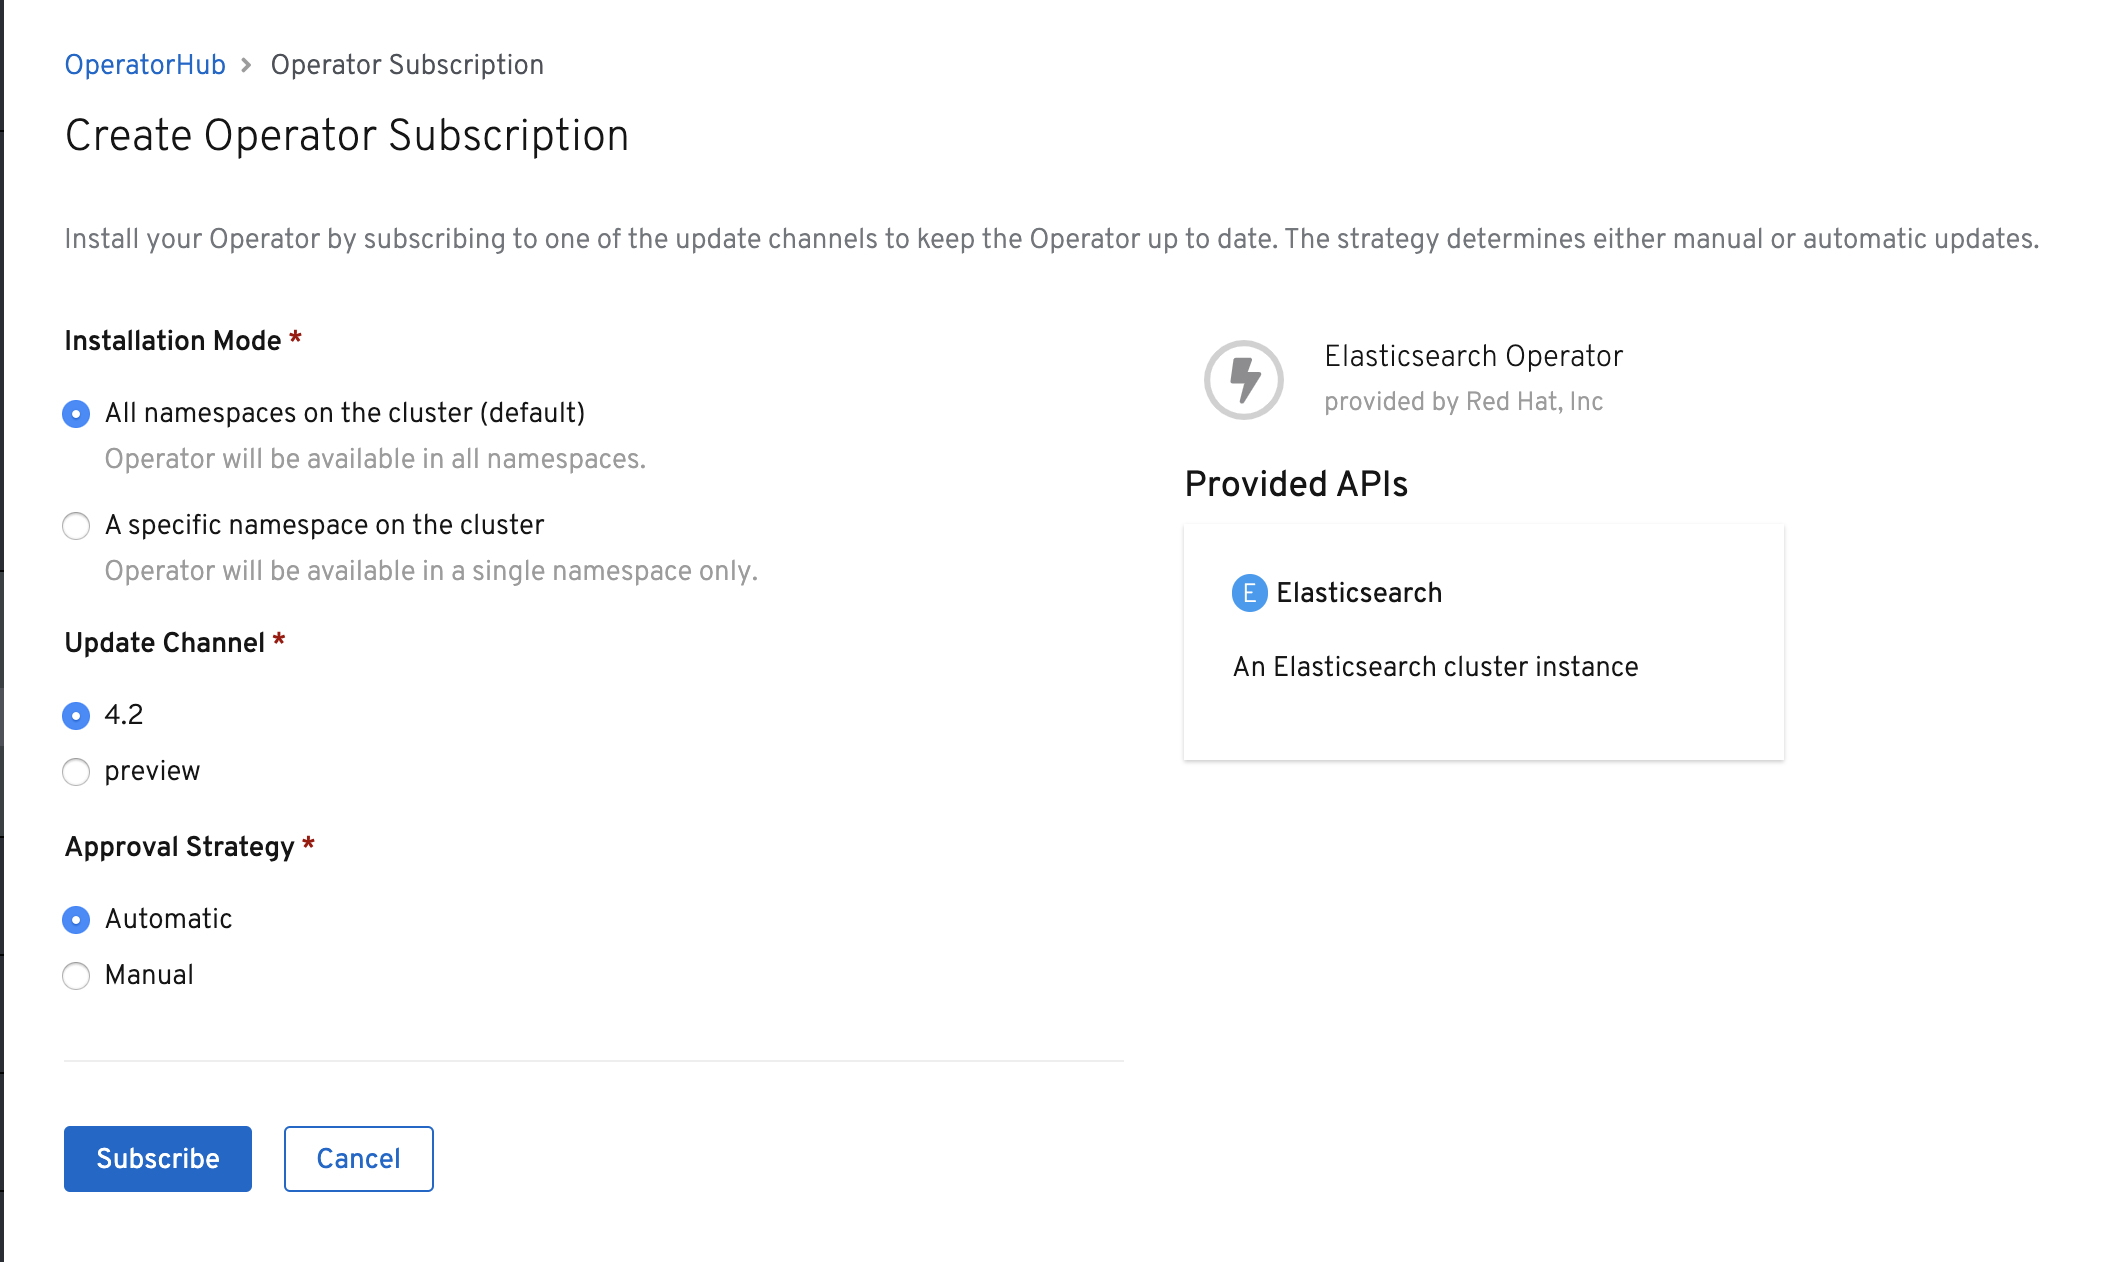 OperatorHub > Operator Subscription
Create Operator Subscription
Install your Operator by subscribing to one of the update channels to keep the Operator up to date. The strategy determines either manual or automatic updates.
Installation Mode *
All namespaces on the cluster (default)
Operator will be available in all namespaces.
A specific namespace on the cluster
Operator will be available in a single namespace only.
Update Channel *
4.2
preview
Approval Strategy *
Automatic
Manual
Subscribe
Cancel
Elasticsearch Operator
provided by Red Hat, Inc
Provided APIs
E Elasticsearch
An Elasticsearch cluster instance